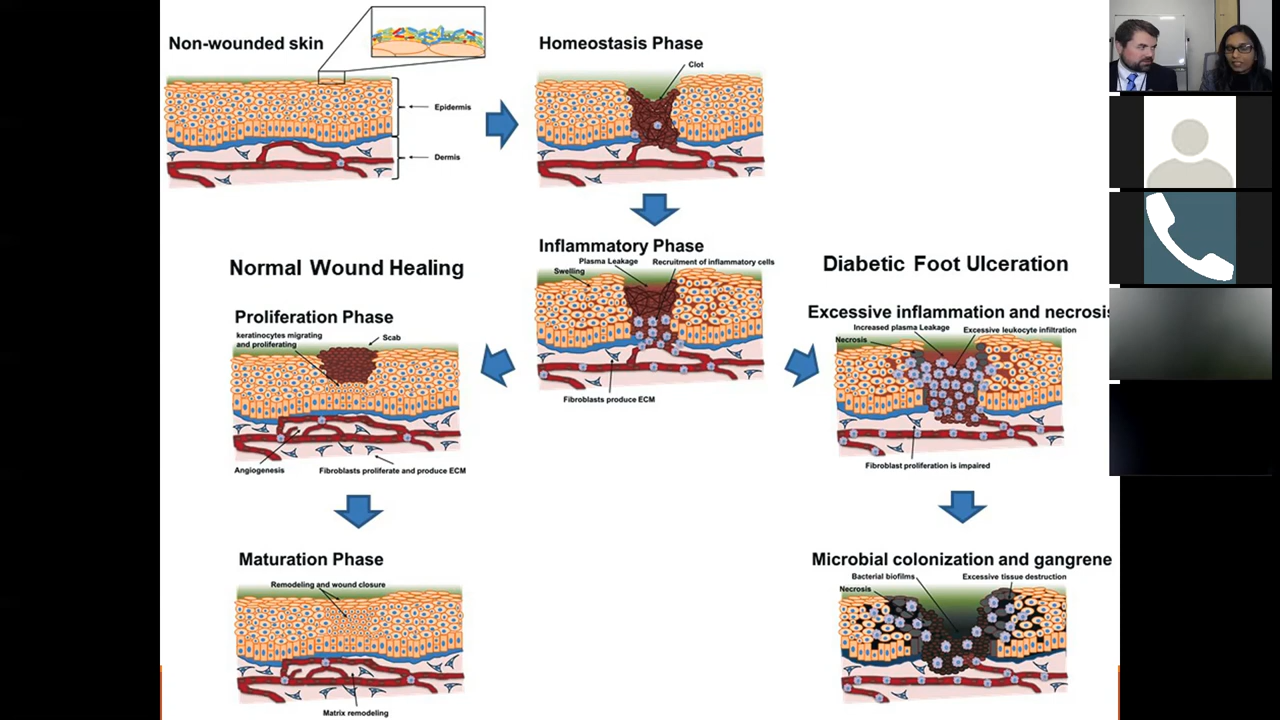 Non-wounded skin
Epidermis
Dermis
Homeostasis Phase
Clot
Inflammatory Phase
Plasma Leakage
Recruitment of inflammatory cells
Swelling
Fibroblasts produce ECM
Normal Wound Healing
Proliferation Phase
keratinocytes migrating
and proliferating
Scab
Angiogenesis
Fibroblasts proliferate and produce ECM
Maturation Phase
Remodeling and wound closure
Matrix remodeling
Diabetic Foot Ulceration
Excessive inflammation and necrosis
Increased plasma Leakage
Excessive leukocyte infiltration
Necrosis
Fibroblast proliferation is impaired
Microbial colonization and gangrene
Bacterial biofilms
Excessive tissue destruction
Necrosis